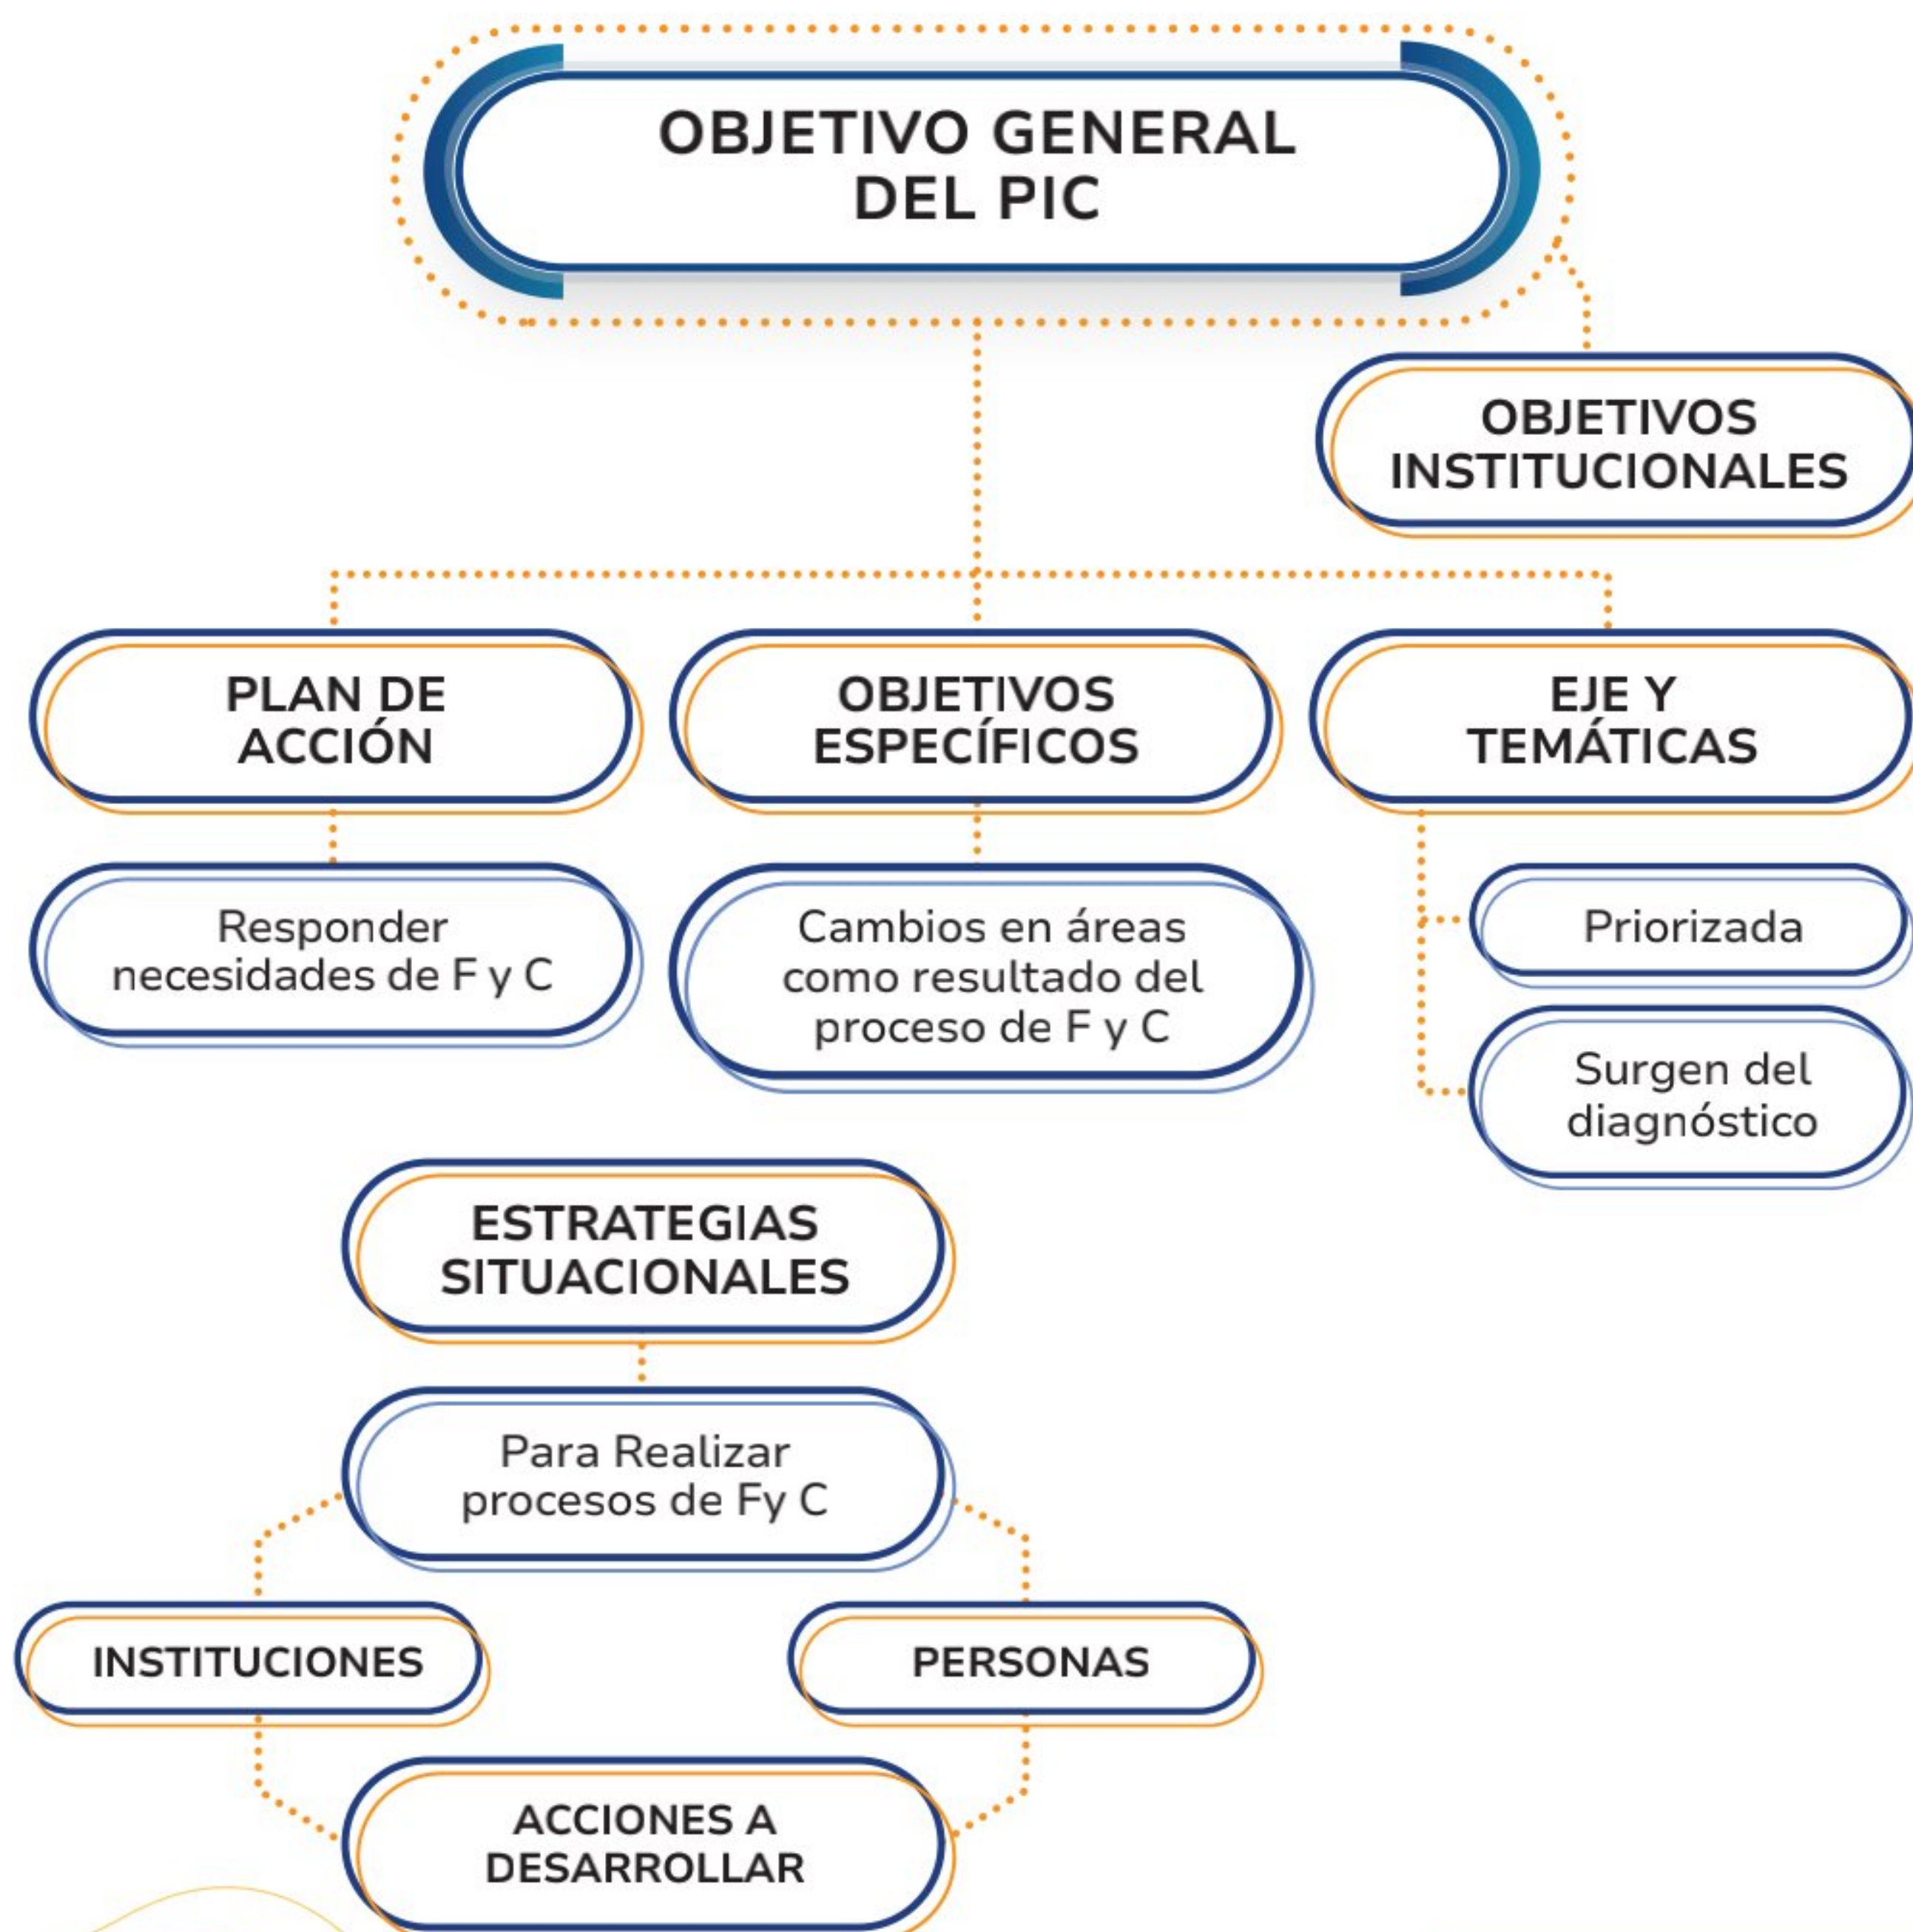 OBJETIVO GENERAL
DEL PIC
OBJETIVOS
INSTITUCIONALES
PLAN DE
ACCIÓN
OBJETIVOS
ESPECÍFICOS
EJE Y
TEMÁTICAS
Responder
necesidades de F y C
Cambios en áreas
como resultado del
proceso de F y C
Priorizada
Surgen del
diagnóstico
ESTRATEGIAS
SITUACIONALES
Para Realizar
procesos de Fy C
INSTITUCIONES
PERSONAS
ACCIONES A
DESARROLLAR